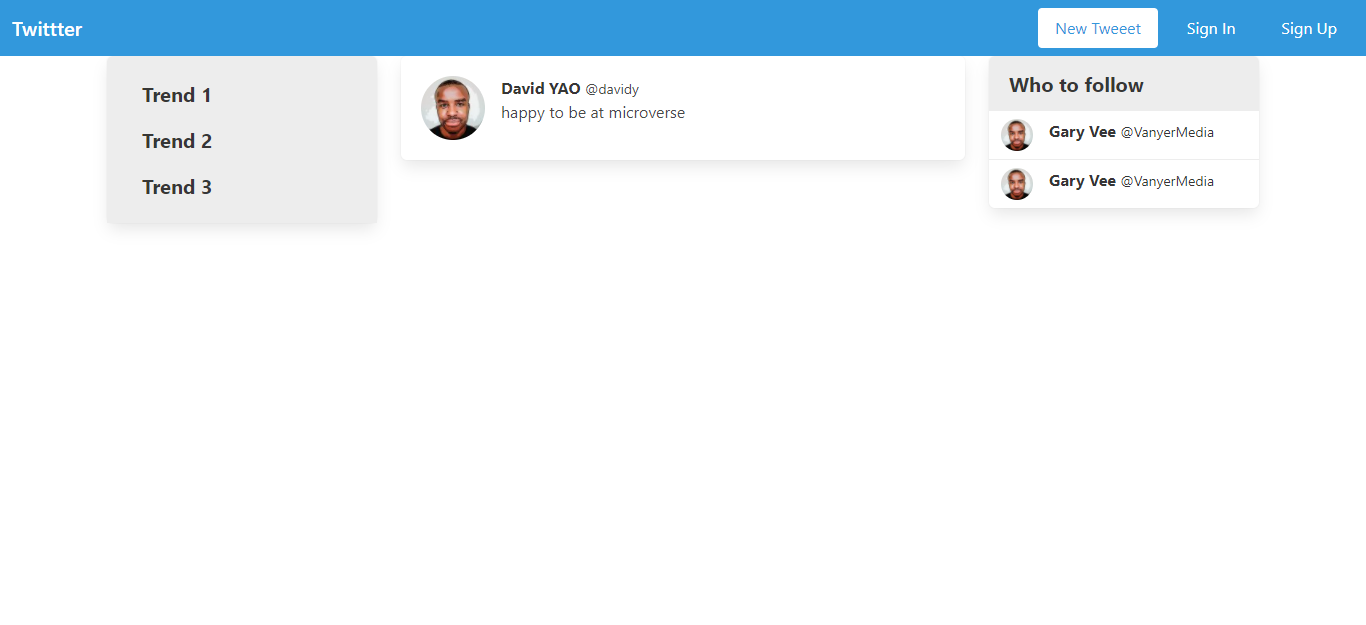 Twittter
New Tweeet
Sign In
Sign Up
Trend 1
Trend 2
Trend 3
David YAO @davidy
happy to be at microverse
Who to follow
Gary Vee @VanyerMedia
Gary Vee @VanyerMedia